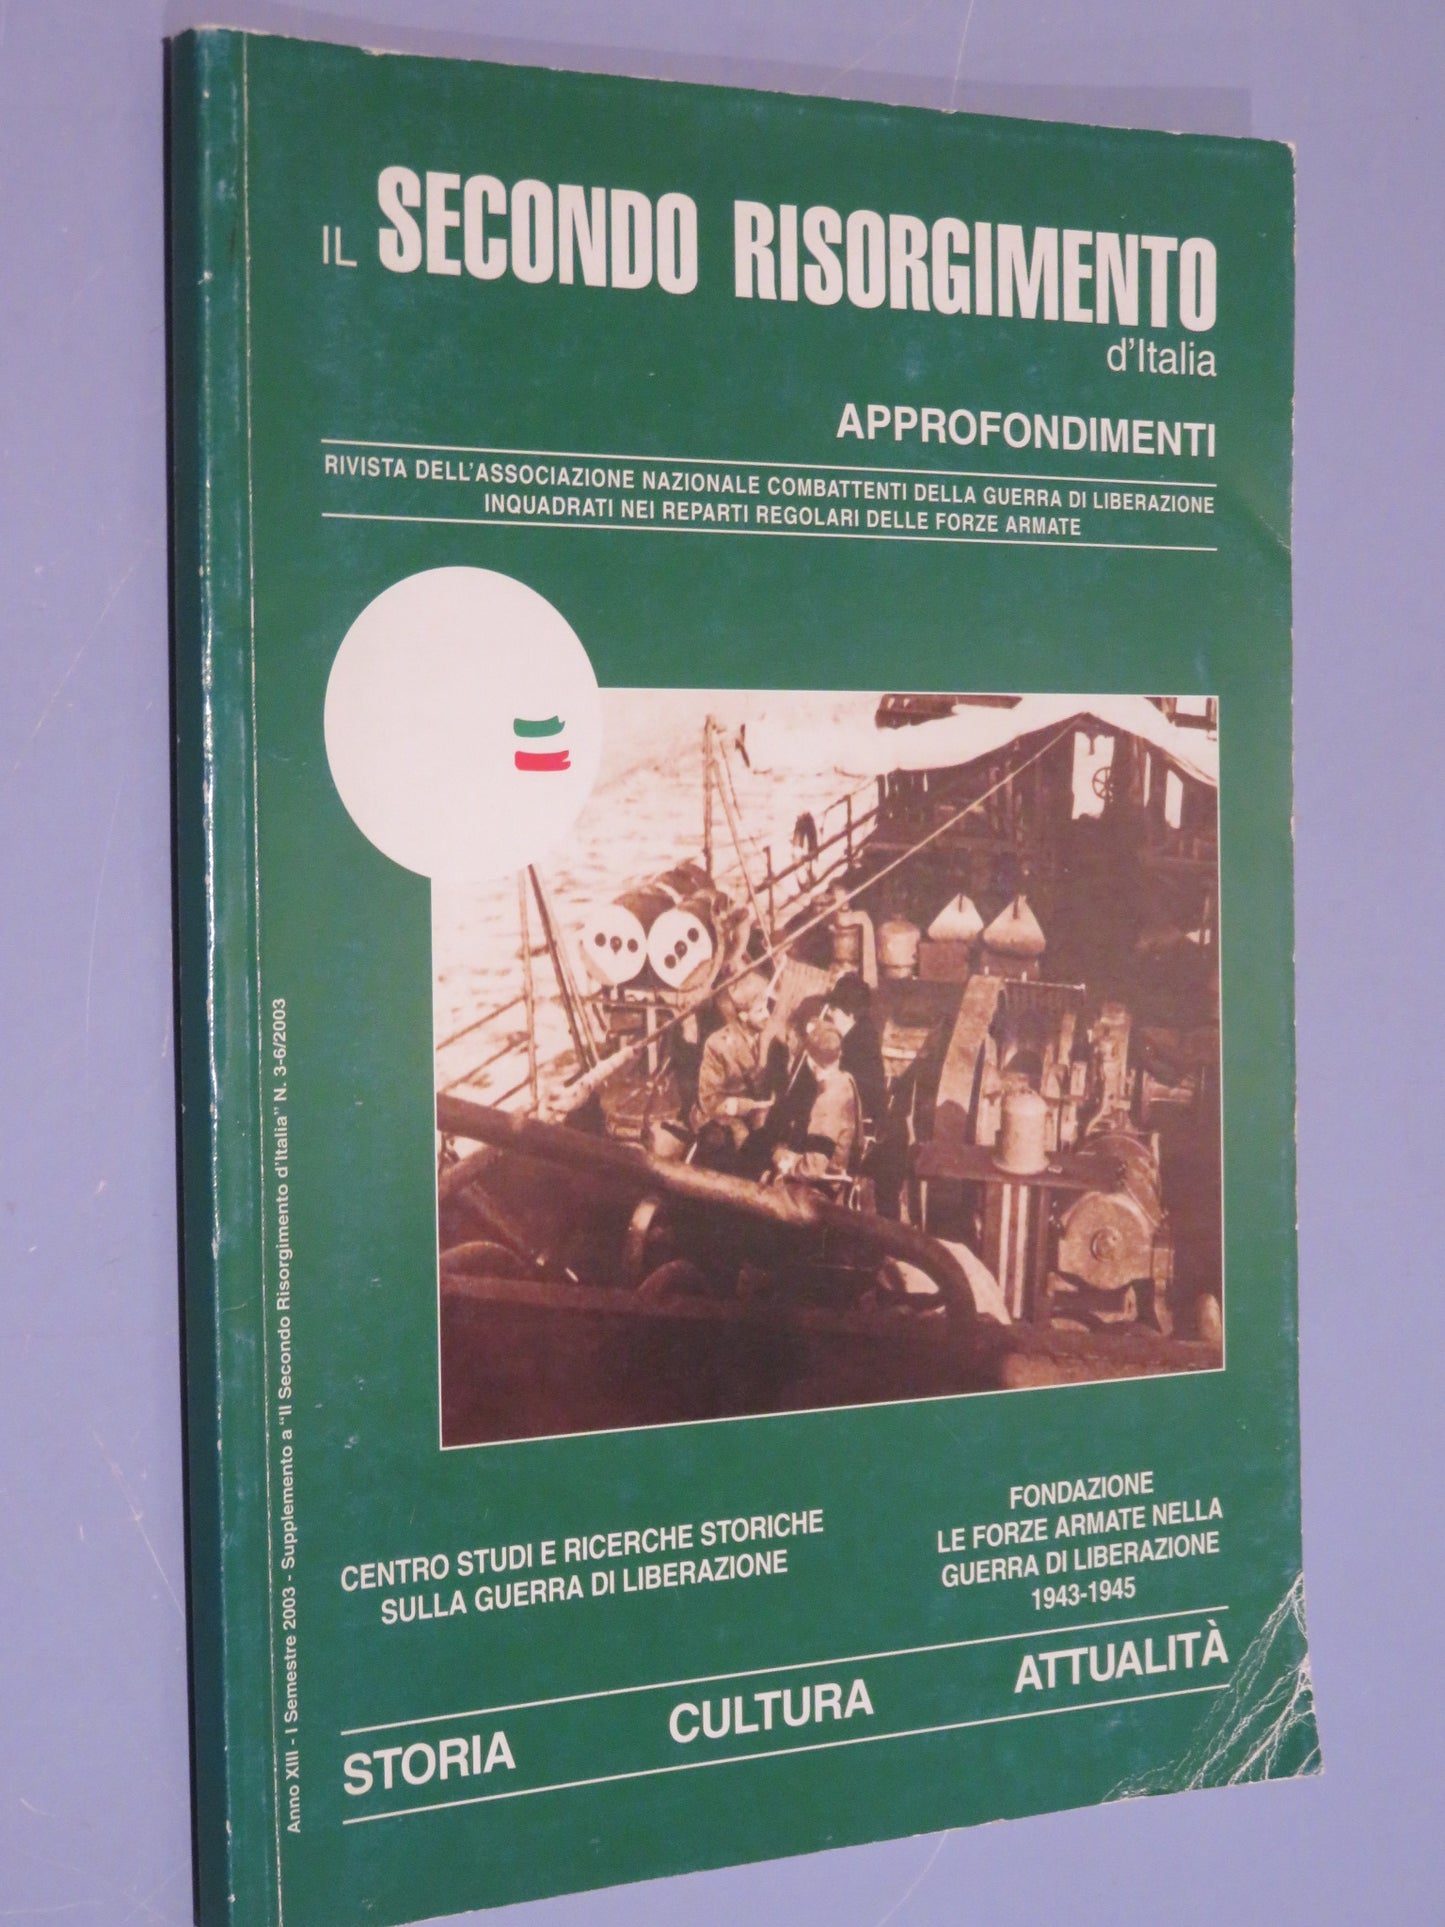 IL SECONDO RISORGIMENTO
d'Italia
APPROFONDIMENTI
RIVISTA DELL'ASSOCIAZIONE NAZIONALE COMBATTENTI DELLA GUERRA DI LIBERAZIONE
INQUADRATI NEI REPARTI REGOLARI DELLE FORZE ARMATE
Anno XIII - I Semestre 2003 - Supplemento a "Il Secondo Risorgimento d'Italia" N. 3-6/2003
CENTRO STUDI E RICERCHE STORICHE
SULLA GUERRA DI LIBERAZIONE
FONDAZIONE
LE FORZE ARMATE NELLA
GUERRA DI LIBERAZIONE
1943-1945
STORIA CULTURA ATTUALITÀ